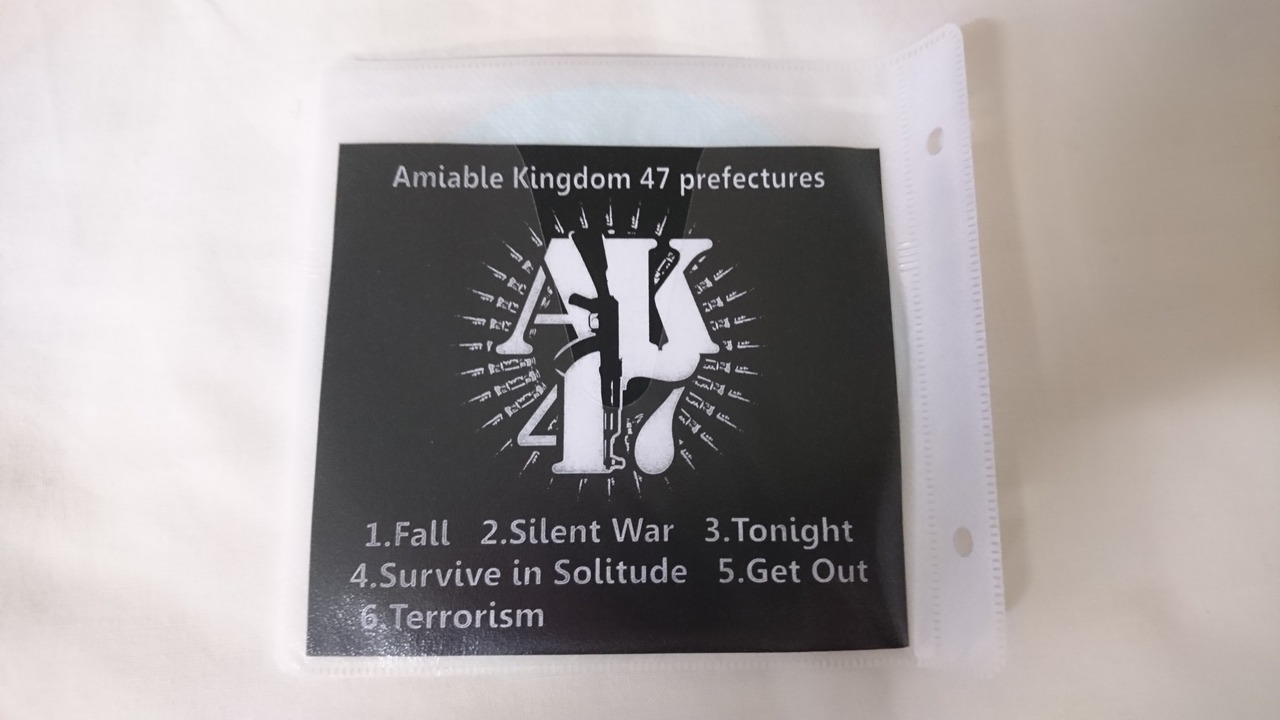 Amiable Kingdom 47 prefectures
AK
47
1.Fall 2.Silent War 3.Tonight
4.Survive in Solitude 5.Get Out
6.Terrorism